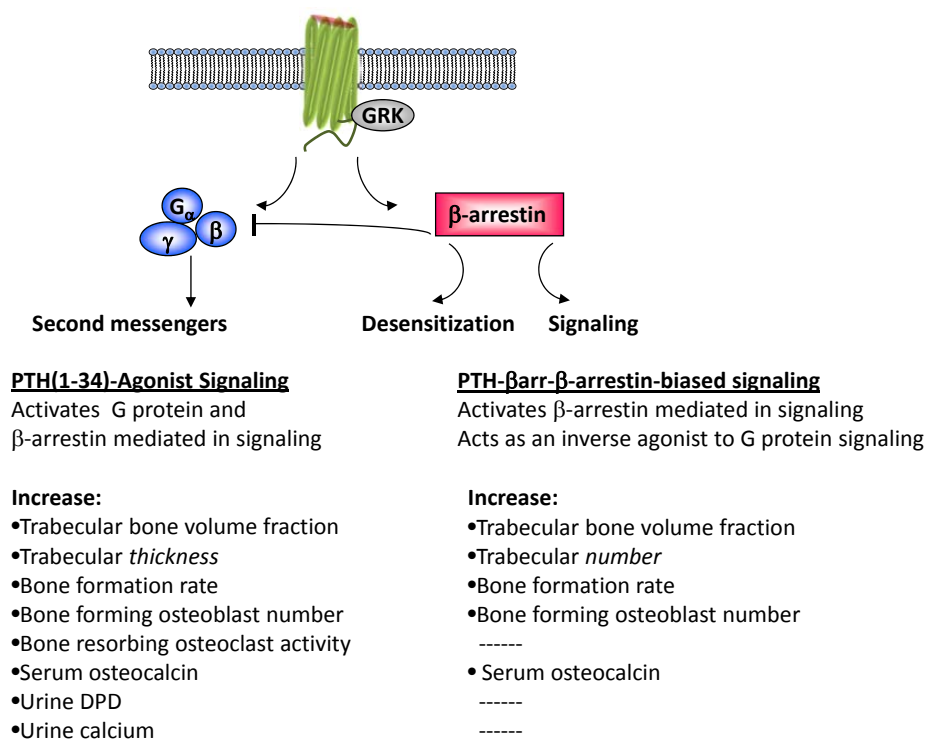 GRK
Gα
γ
β
β-arrestin
Second messengers
Desensitization
Signaling
PTH(1-34)-Agonist Signaling
Activates G protein and
β-arrestin mediated in signaling
Increase:
•Trabecular bone volume fraction
•Trabecular thickness
•Bone formation rate
•Bone forming osteoblast number
•Bone resorbing osteoclast activity
•Serum osteocalcin
•Urine DPD
•Urine calcium
PTH-βarr-β-arrestin-biased signaling
Activates β-arrestin mediated in signaling
Acts as an inverse agonist to G protein signaling
Increase:
•Trabecular bone volume fraction
•Trabecular number
•Bone formation rate
•Bone forming osteoblast number
------
• Serum osteocalcin
------
------